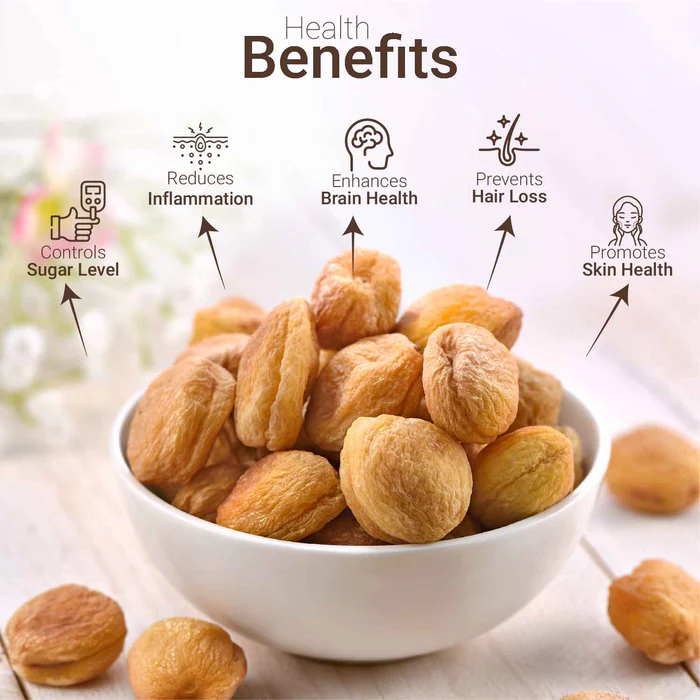 Health
Benefits
Controls
Sugar Level
Reduces
Inflammation
Enhances
Brain Health
Prevents
Hair Loss
Promotes
Skin Health